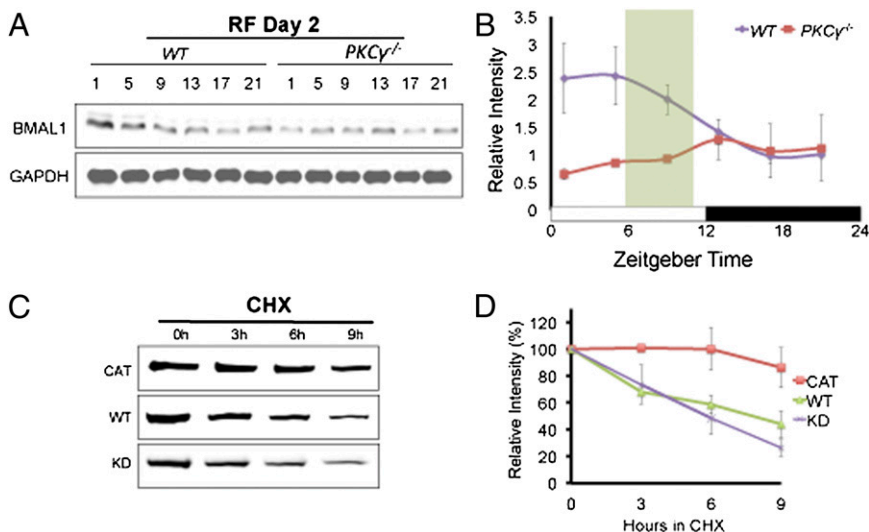 A
RF Day 2
WT PKCγ-/-
1 5 9 13 17 21 1 5 9 13 17 21
BMAL1
GAPDH
B
3.5
3
2.5
2
1.5
1
0.5
0
Relative Intensity
WT PKCγ-/-
0 6 12 18 24
Zeitgeber Time
C
CHX
0h 3h 6h 9h
CAT
WT
KD
D
120
100
80
60
40
20
0
Relative Intensity (%)
CAT
WT
KD
0 3 6 9
Hours in CHX